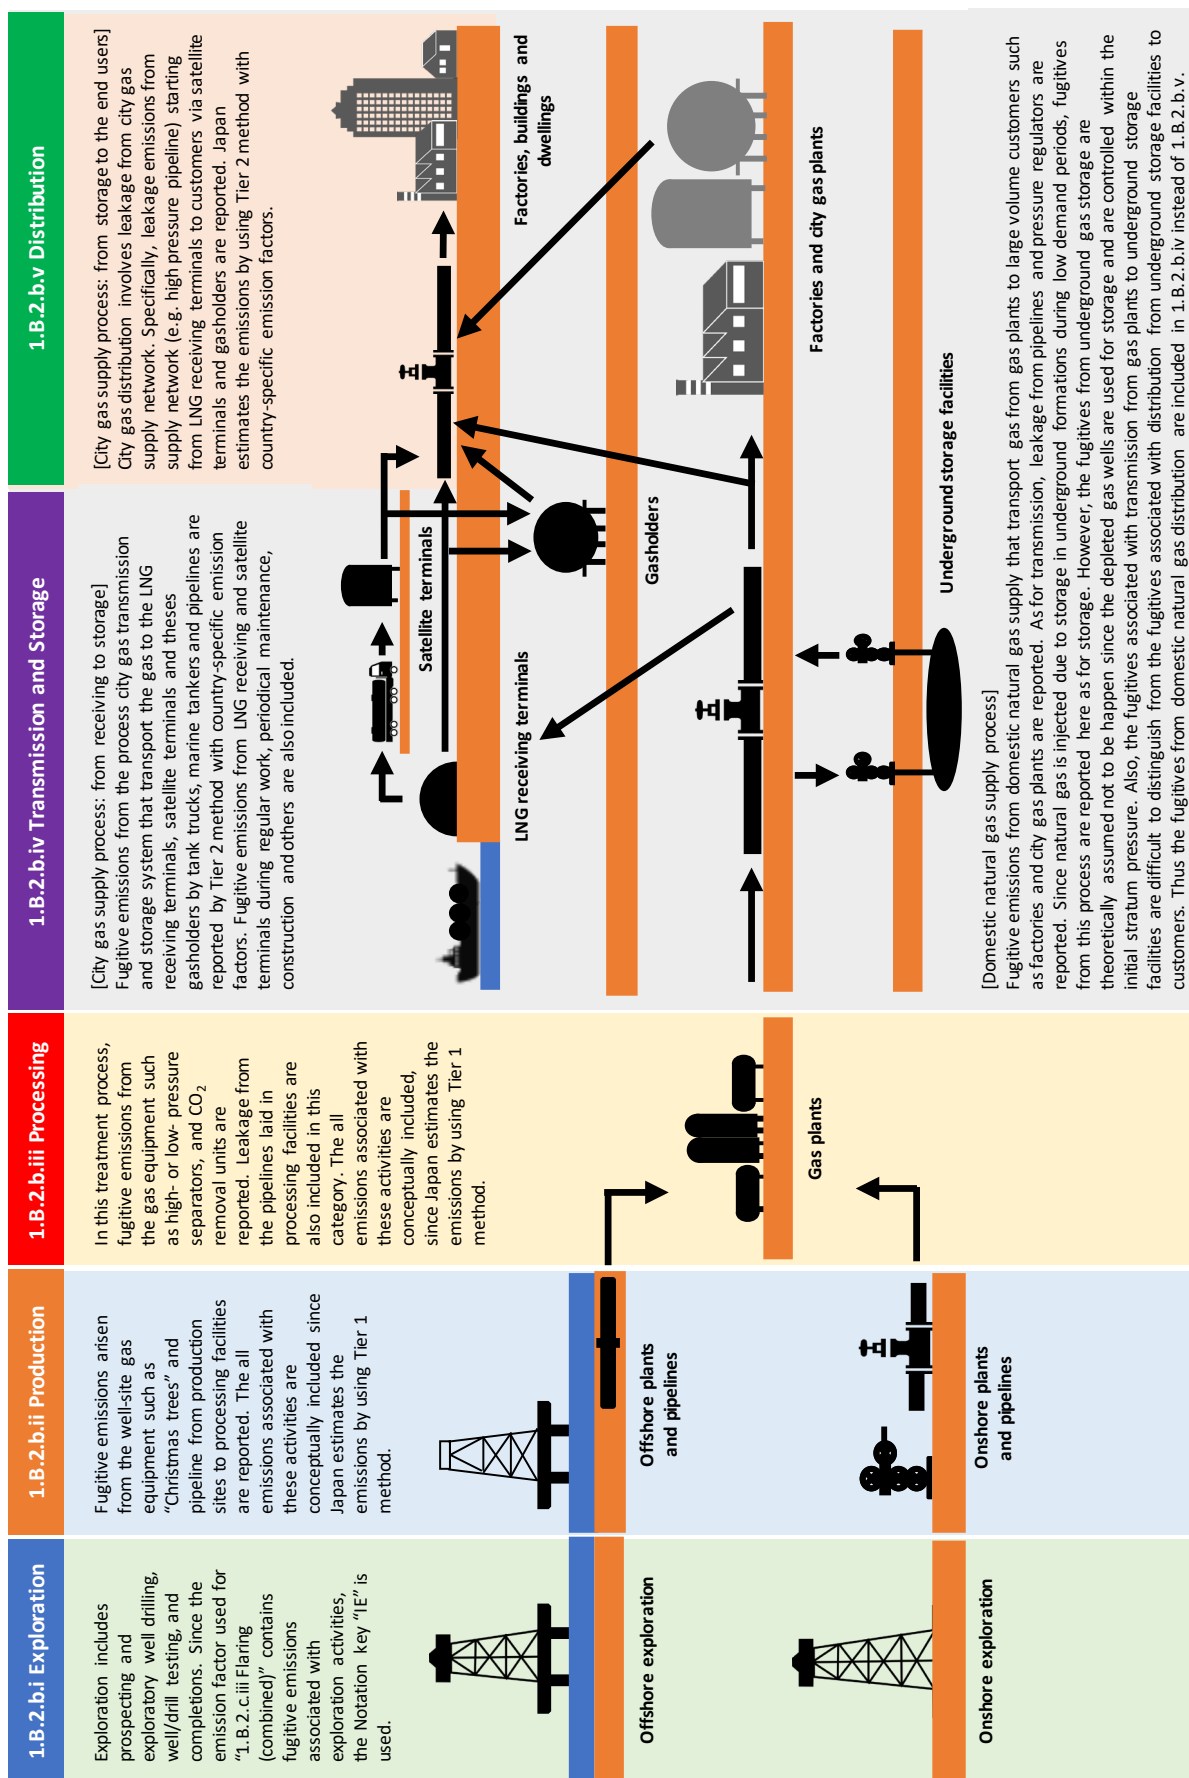 1.B.2.b.i Exploration
Exploration includes
prospecting and
exploratory well drilling,
well/drill testing, and
completions. Since the
emission factor used for
“1.B.2.c.iii Flaring
(combined)” contains
fugitive emissions
associated with
exploration activities,
the Notation key “IE” is
used.
Offshore exploration
Onshore exploration
1.B.2.b.ii Production
Fugitive emissions arisen
from the well-site gas
equipment such as
“Christmas trees” and
pipeline from production
sites to processing facilities
are reported. The all
emissions associated with
these activities are
conceptually included since
Japan estimates the
emissions by using Tier 1
method.
Offshore plants
and pipelines
Onshore plants
and pipelines
1.B.2.b.iii Processing
In this treatment process,
fugitive emissions from
the gas equipment such
as high- or low- pressure
separators, and CO2
removal units are
reported. Leakage from
the pipelines laid in
processing facilities are
also included in this
category. The all
emissions associated with
these activities are
conceptually included,
since Japan estimates the
emissions by using Tier 1
method.
Gas plants
1.B.2.b.iv Transmission and Storage
[City gas supply process: from receiving to storage]
Fugitive emissions from the process city gas transmission
and storage system that transport the gas to the LNG
receiving terminals, satellite terminals and theses
gasholders by tank trucks, marine tankers and pipelines are
reported by Tier 2 method with country-specific emission
factors. Fugitive emissions from LNG receiving and satellite
terminals during regular work, periodical maintenance,
construction and others are also included.
Satellite terminals
LNG receiving terminals
Gasholders
Underground storage facilities
1.B.2.b.v Distribution
[City gas supply process: from storage to the end users]
City gas distribution involves leakage from city gas
supply network. Specifically, leakage emissions from
supply network (e.g. high pressure pipeline) starting
from LNG receiving terminals to customers via satellite
terminals and gasholders are reported. Japan
estimates the emissions by using Tier 2 method with
country-specific emission factors.
Factories, buildings and
dwellings
Factories and city gas plants
[Domestic natural gas supply process]
Fugitive emissions from domestic natural gas supply that transport gas from gas plants to large volume customers such
as factories and city gas plants are reported. As for transmission, leakage from pipelines and pressure regulators are
reported. Since natural gas is injected due to storage in underground formations during low demand periods, fugitives
from this process are reported here as for storage. However, the fugitives from underground gas storage are
theoretically assumed not to be happen since the depleted gas wells are used for storage and are controlled within the
initial stratum pressure. Also, the fugitives associated with transmission from gas plants to underground storage
facilities are difficult to distinguish from the fugitives associated with distribution from underground storage facilities to
customers. Thus the fugitives from domestic natural gas distribution are included in 1.B.2.b.iv instead of 1.B.2.b.v.